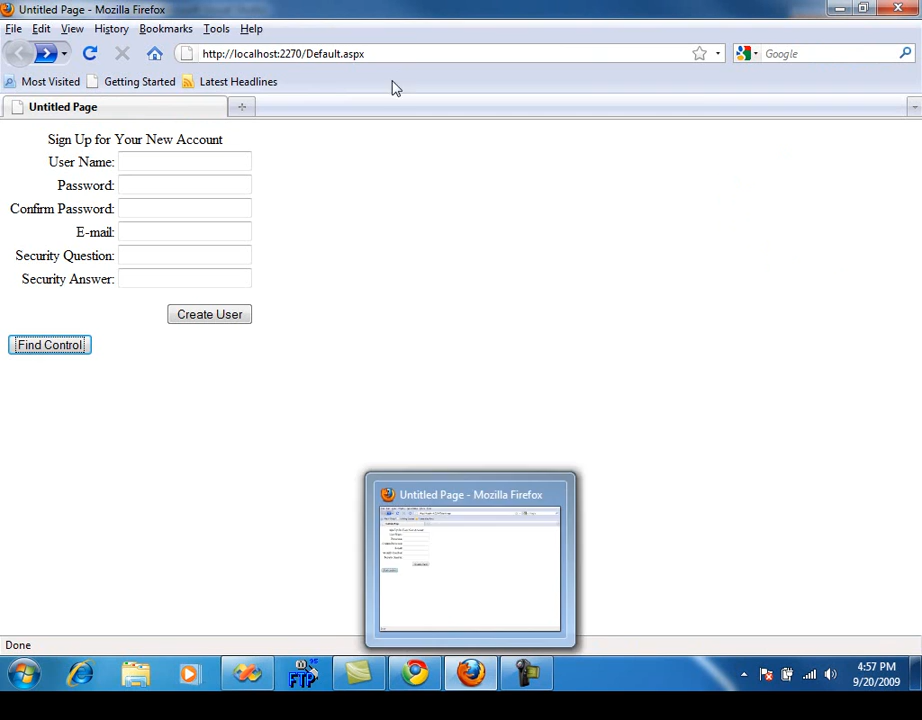 Untitled Page - Mozilla Firefox
File Edit View History Bookmarks Tools Help
http://localhost:2270/Default.aspx
Google
Most Visited Getting Started Latest Headlines
Untitled Page
Sign Up for Your New Account
User Name:
Password:
Confirm Password:
E-mail:
Security Question:
Security Answer:
Create User
Find Control
Untitled Page - Mozilla Firefox
Done
FTP
4:57 PM
9/20/2009